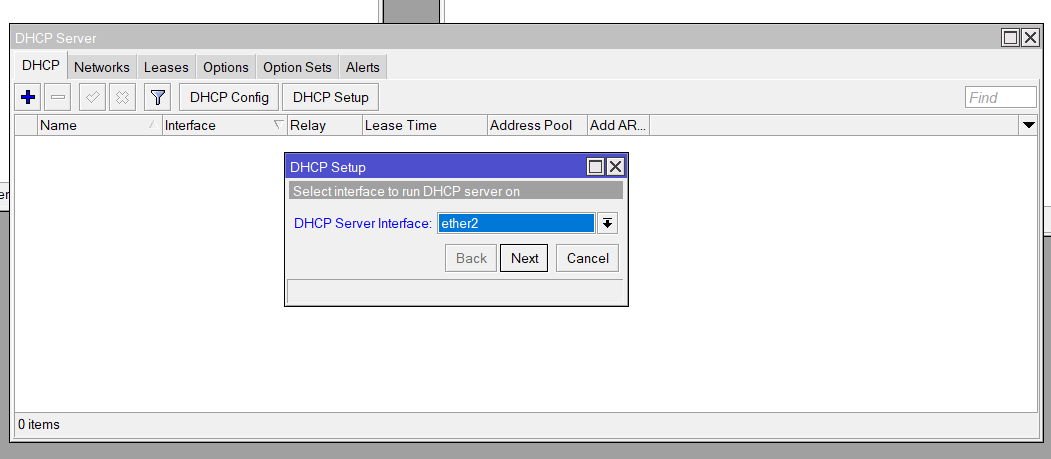 DHCP Server
DHCP Networks Leases Options Option Sets Alerts
DHCP Config DHCP Setup Find
Name Interface Relay Lease Time Address Pool Add AR...
DHCP Setup
Select interface to run DHCP server on
er
DHCP Server Interface: ether2
Back Next Cancel
0 items